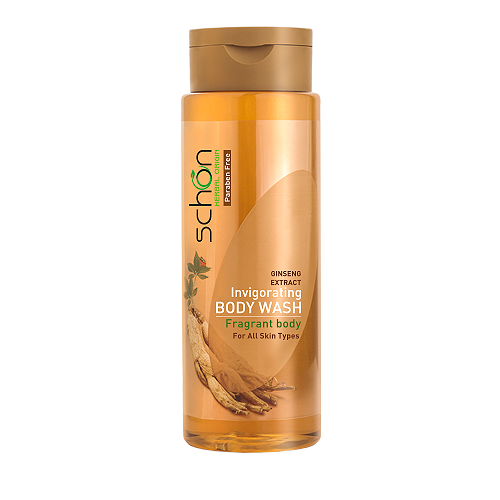 schön
HERBAL ORIGIN
Paraben Free
GINSENG
EXTRACT
Invigorating
BODY WASH
Fragrant body
For All Skin Types